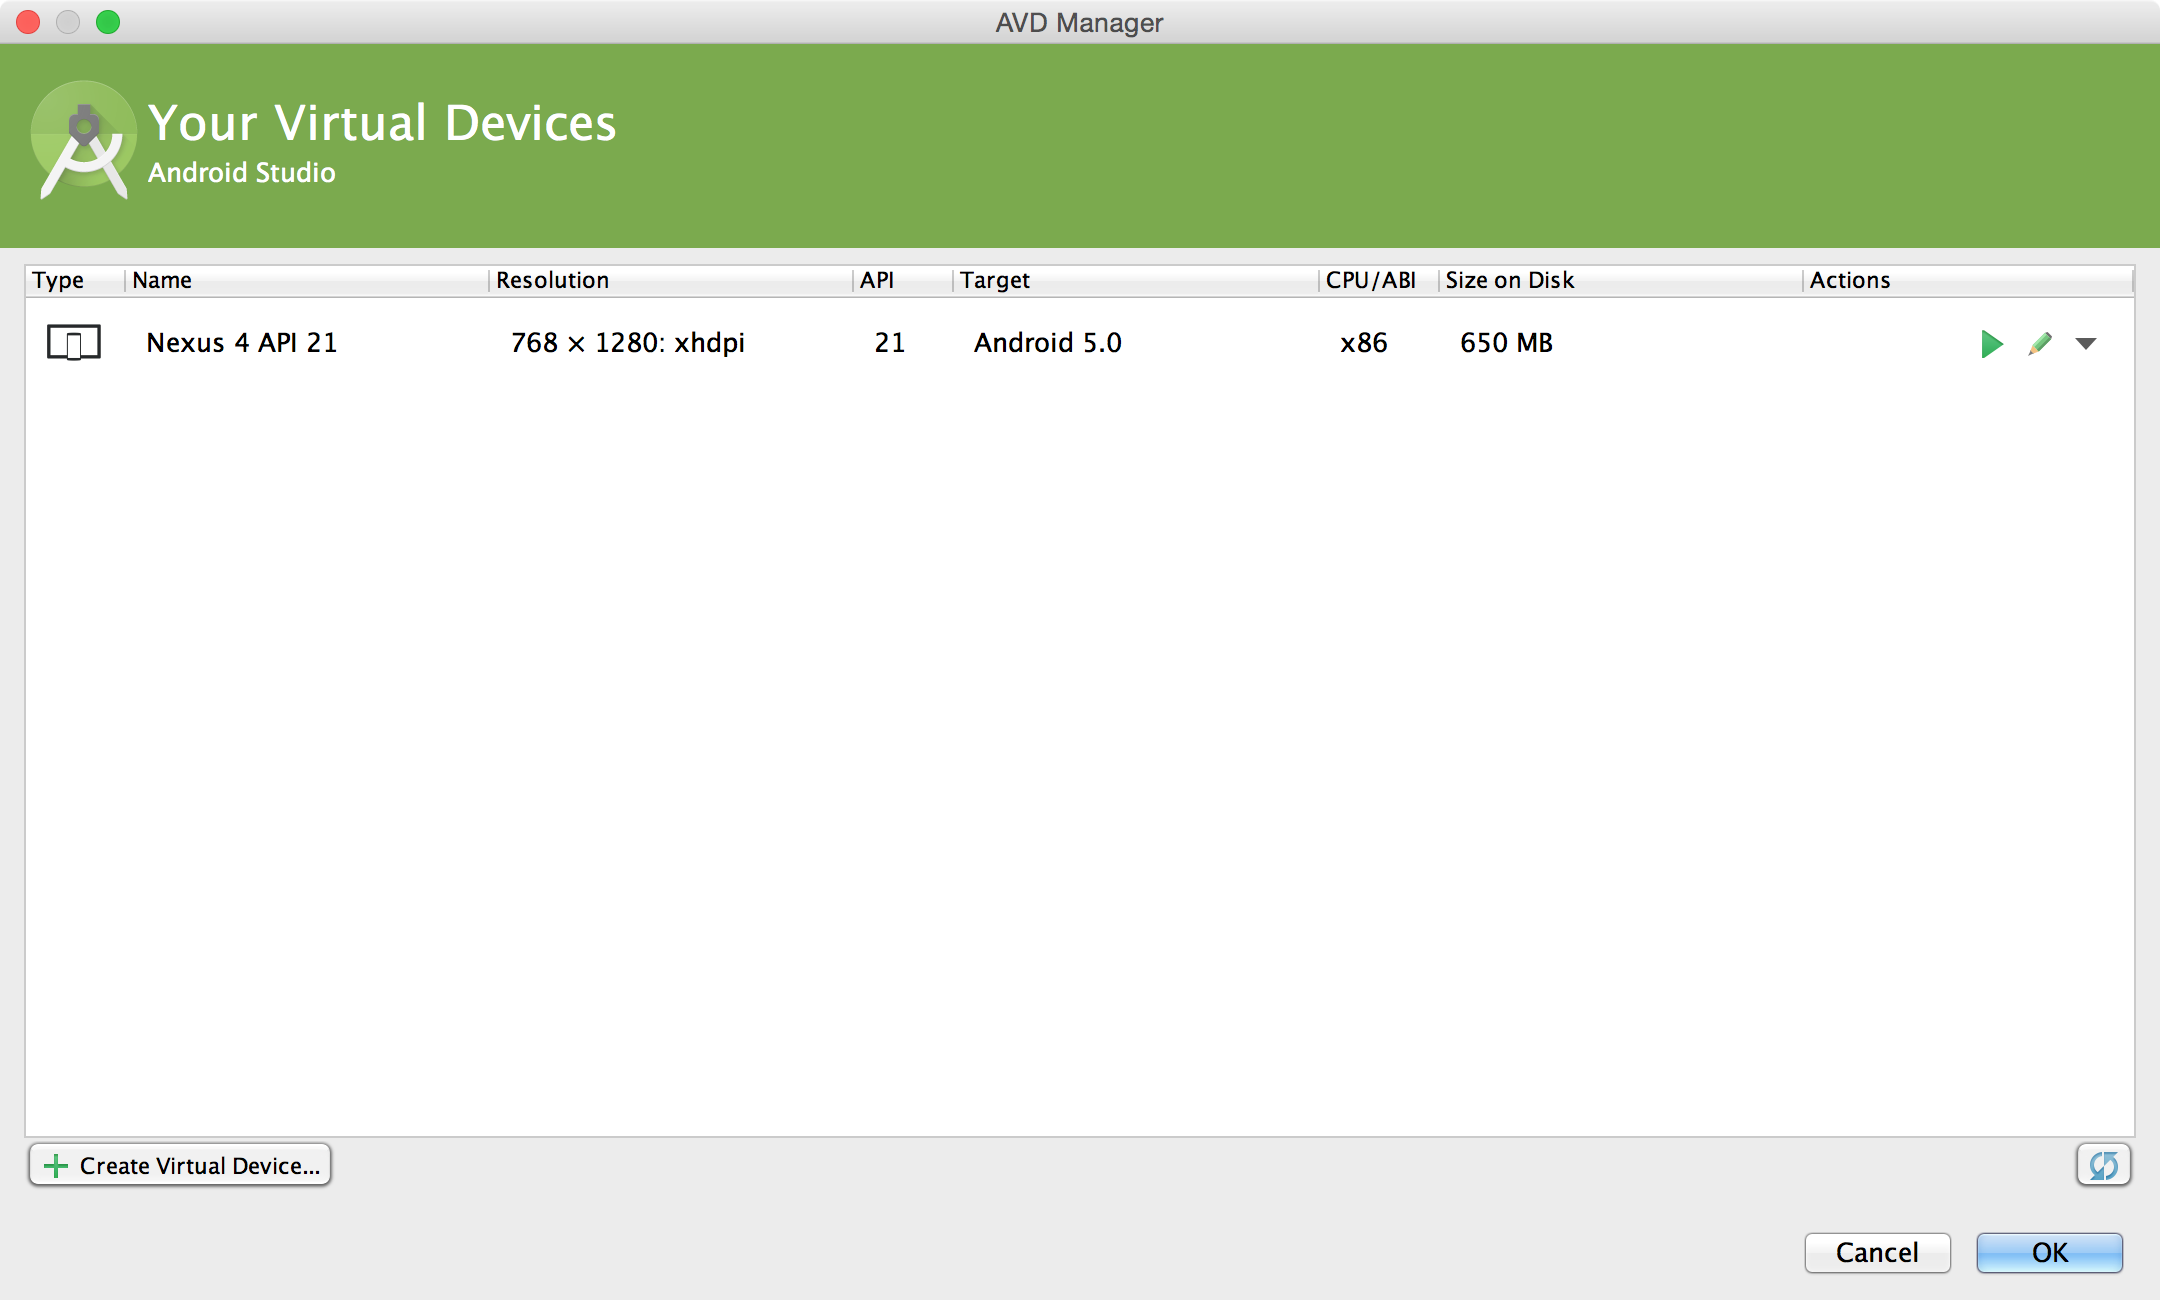 AVD Manager
Your Virtual Devices
Android Studio
Type Name Resolution API Target CPU/ABI Size on Disk Actions
Nexus 4 API 21 768 × 1280: xhdpi 21 Android 5.0 x86 650 MB
Create Virtual Device...
Cancel OK